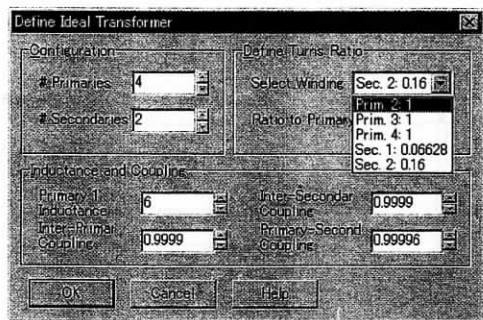 Define Ideal Transformer
Configuration
# Primaries 4
# Secondaries 2
Define Turns Ratio
Select Winding Sec. 2: 0.16
Ratio to Primary
Prim. 2: 1
Prim. 3: 1
Prim. 4: 1
Sec. 1: 0.06628
Sec. 2: 0.16
Inductance and Coupling
Primary 1
Inductance
6
Inter-Primar
Coupling
0.9999
Inter-Secondar
Coupling
0.9999
Primary-Second
Coupling
0.99996
OK
Cancel
Help